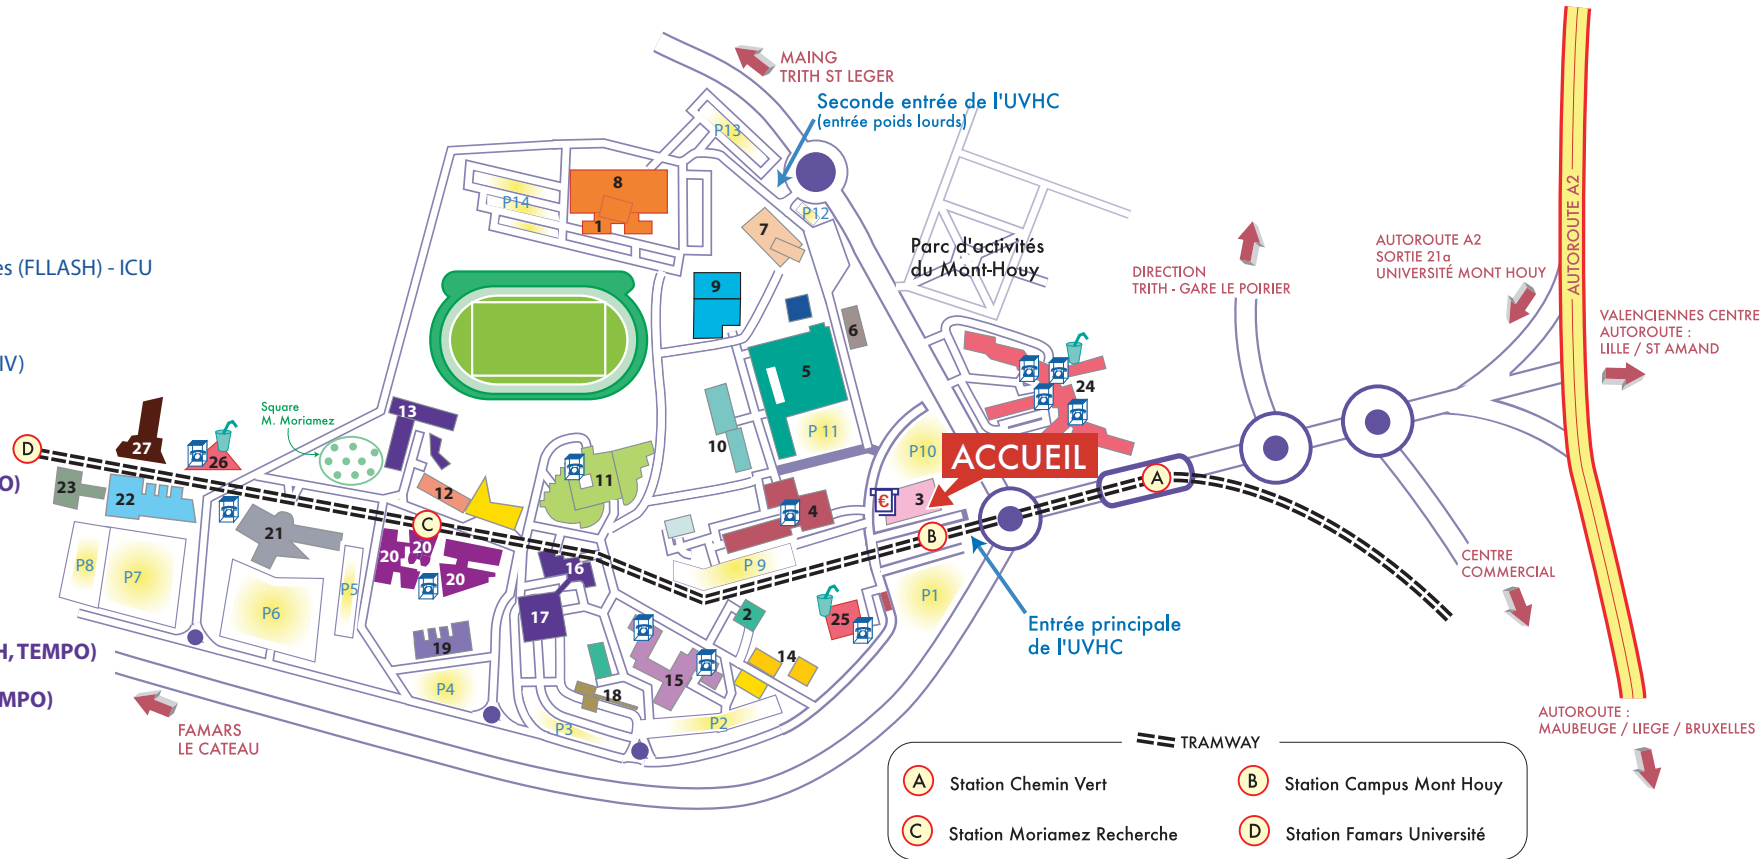 MAING
TRITH ST LEGER
Seconde entrée de l'UVHC
(entrée poids lourds)
P13
8
P14
1
7
P12
Parc d'activités
du Mont-Houy
AUTOROUTE A2
DIRECTION
TRITH - GARE LE POIRIER
AUTOROUTE A2
SORTIE 21a
UNIVERSITÉ MONT HOUY
VALENCIENNES CENTRE
AUTOROUTE :
LILLE / ST AMAND
es (FLLASH) - ICU
9
6
5
IV)
24
Square
M. Moriamez
13
10
P 11
P10
ACCUEIL
D
27
26
O)
23
22
12
11
3
€
A
C
4
B
21
20
20
20
P8
P7
P5
P6
16
P 9
17
2
25
P1
CENTRE
COMMERCIAL
Entrée principale
de l'UVHC
H, TEMPO)
19
14
15
MPO)
P4
18
P3
P2
FAMARS
LE CATEAU
AUTOROUTE :
MAUBEUGE / LIEGE / BRUXELLES
TRAMWAY
A Station Chemin Vert
B Station Campus Mont Houy
C Station Moriamez Recherche
D Station Famars Université